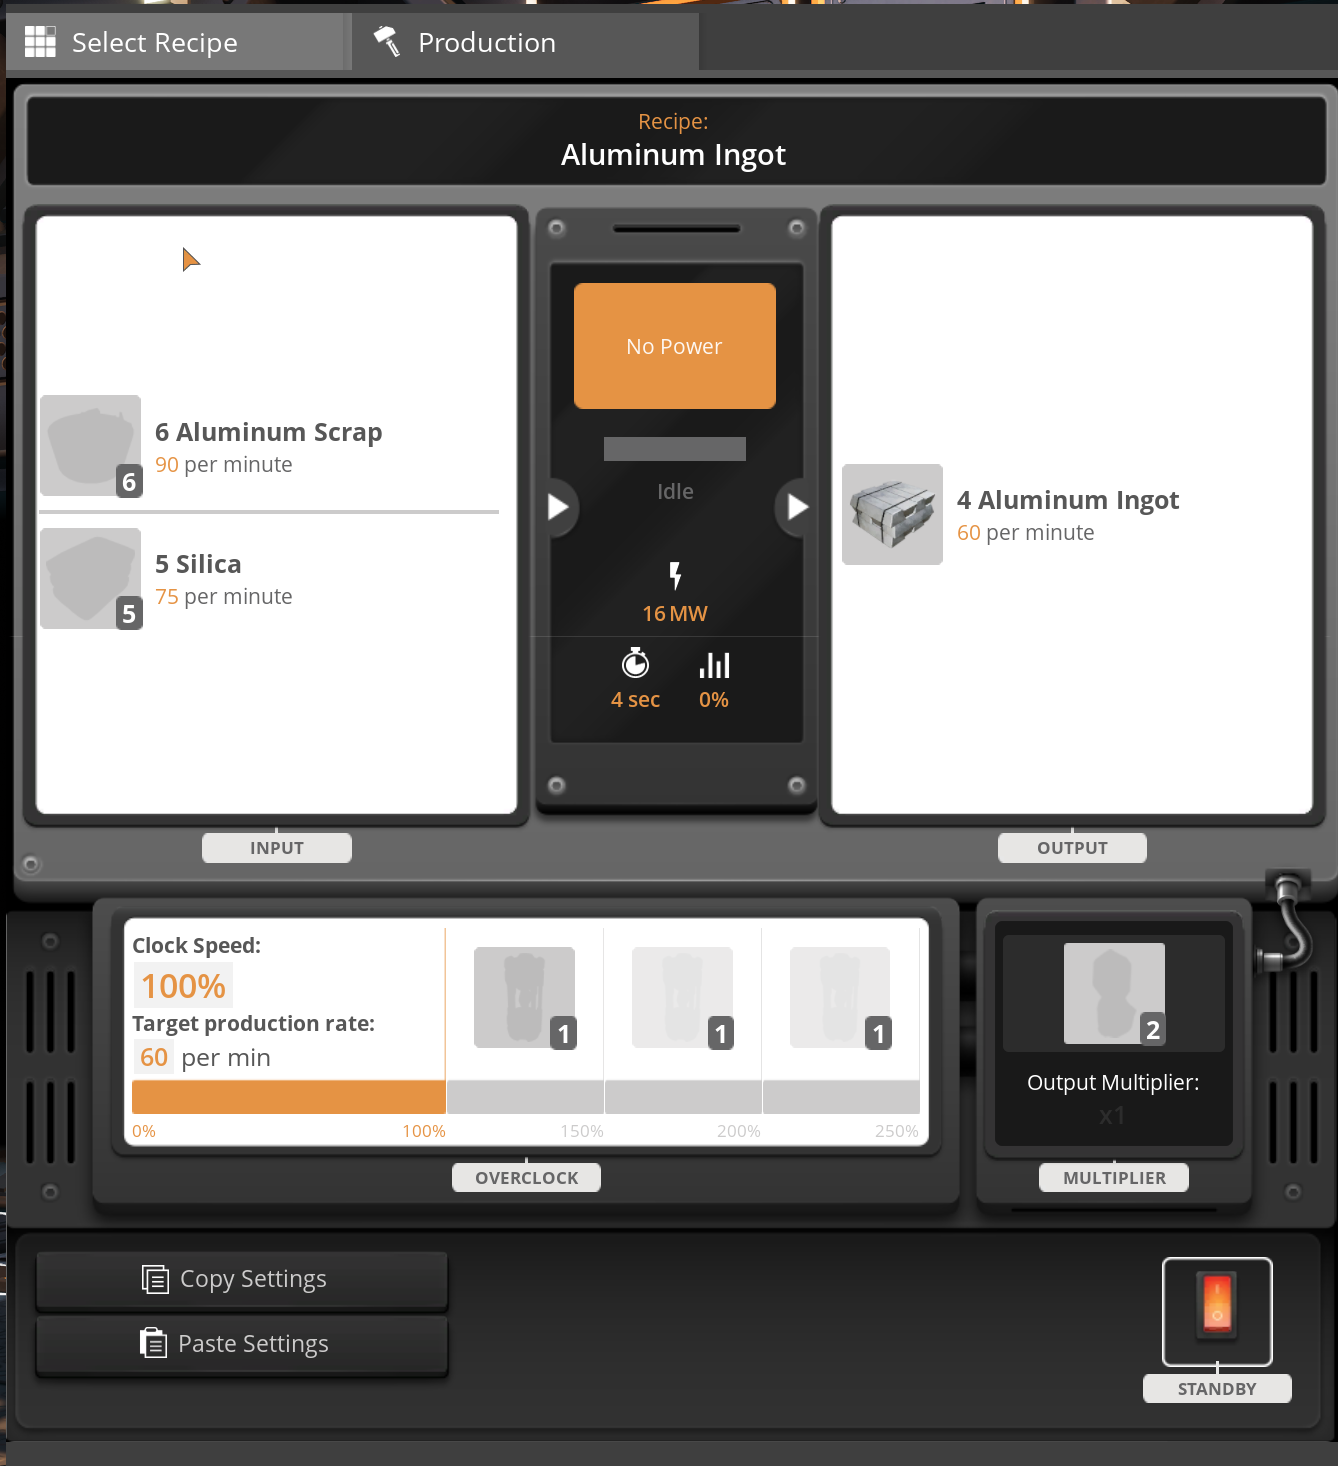 Select Recipe
Production
Recipe:
Aluminum Ingot
6 Aluminum Scrap
90 per minute
6
5 Silica
75 per minute
5
No Power
Idle
16 MW
4 sec
0%
4 Aluminum Ingot
60 per minute
INPUT
OUTPUT
Clock Speed:
100%
Target production rate:
60 per min
1
1
1
0%
100%
150%
200%
250%
OVERCLOCK
2
Output Multiplier:
x1
MULTIPLIER
Copy Settings
Paste Settings
STANDBY